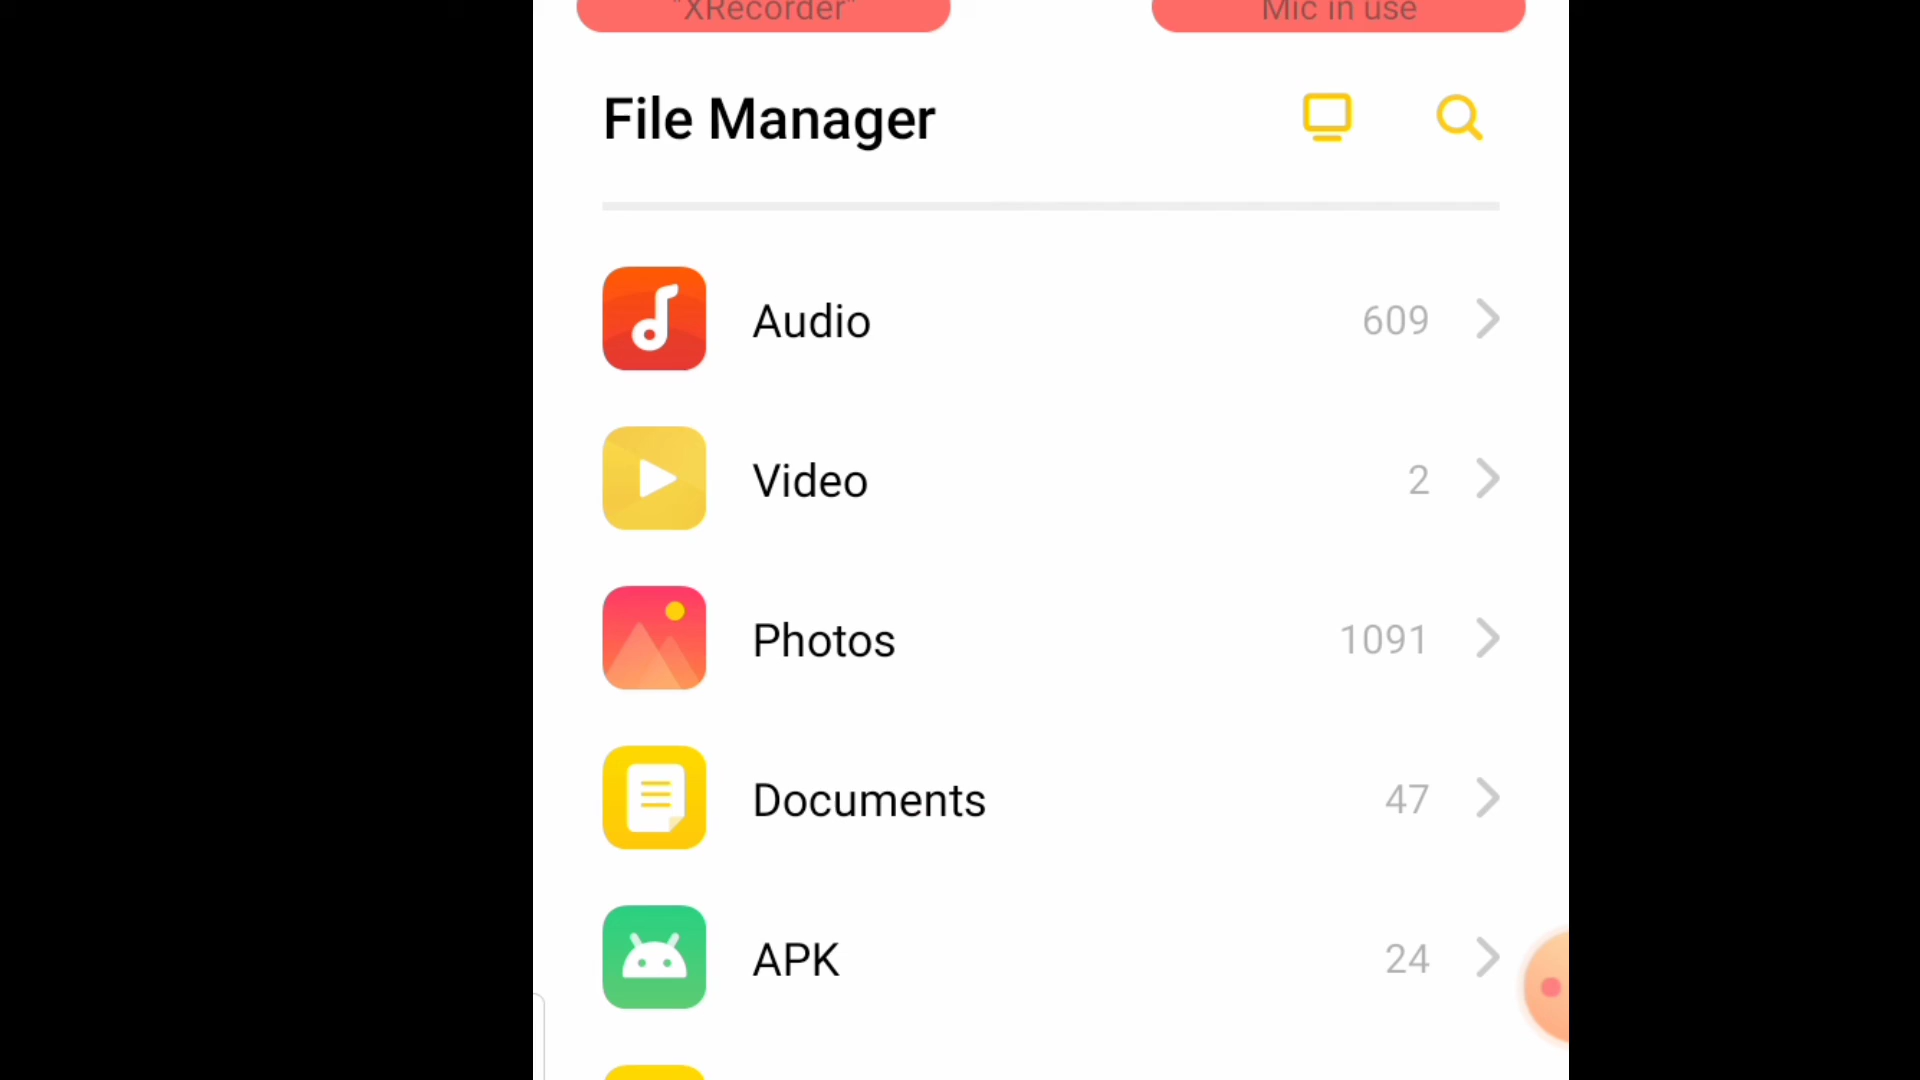 "XRecorder"
Mic in use
File Manager
Audio
609
Video
2
Photos
1091
Documents
47
APK
24